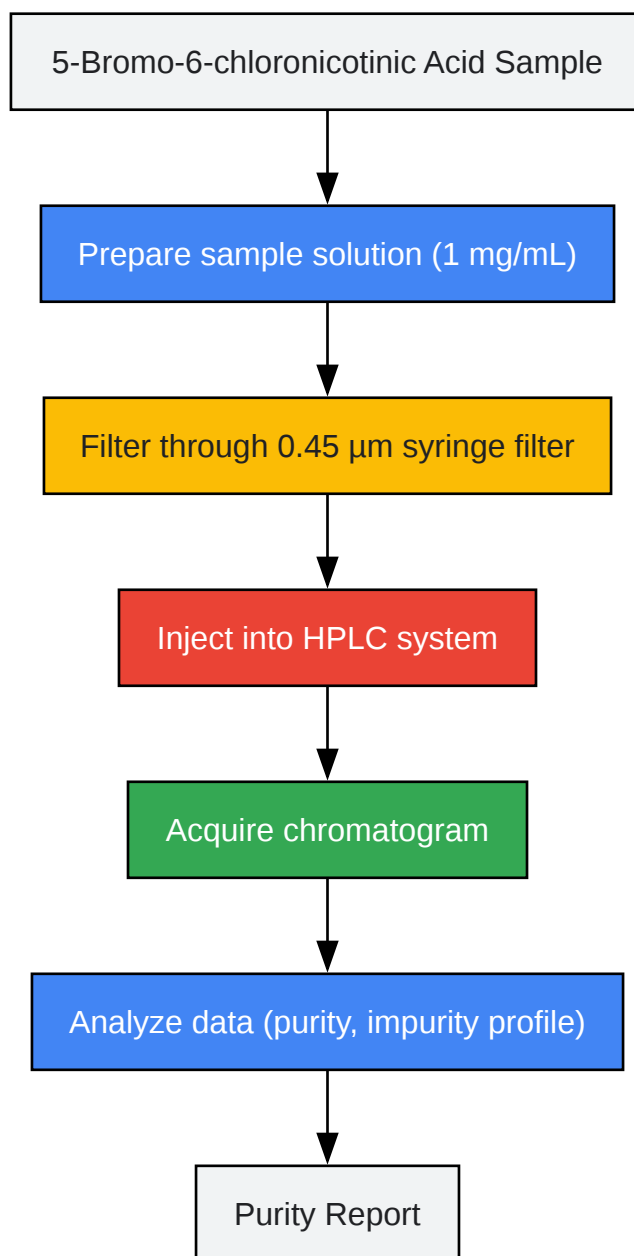 5-Bromo-6-chloronicotinic Acid Sample
Prepare sample solution (1 mg/mL)
Filter through 0.45 µm syringe filter
Inject into HPLC system
Acquire chromatogram
Analyze data (purity, impurity profile)
Purity Report